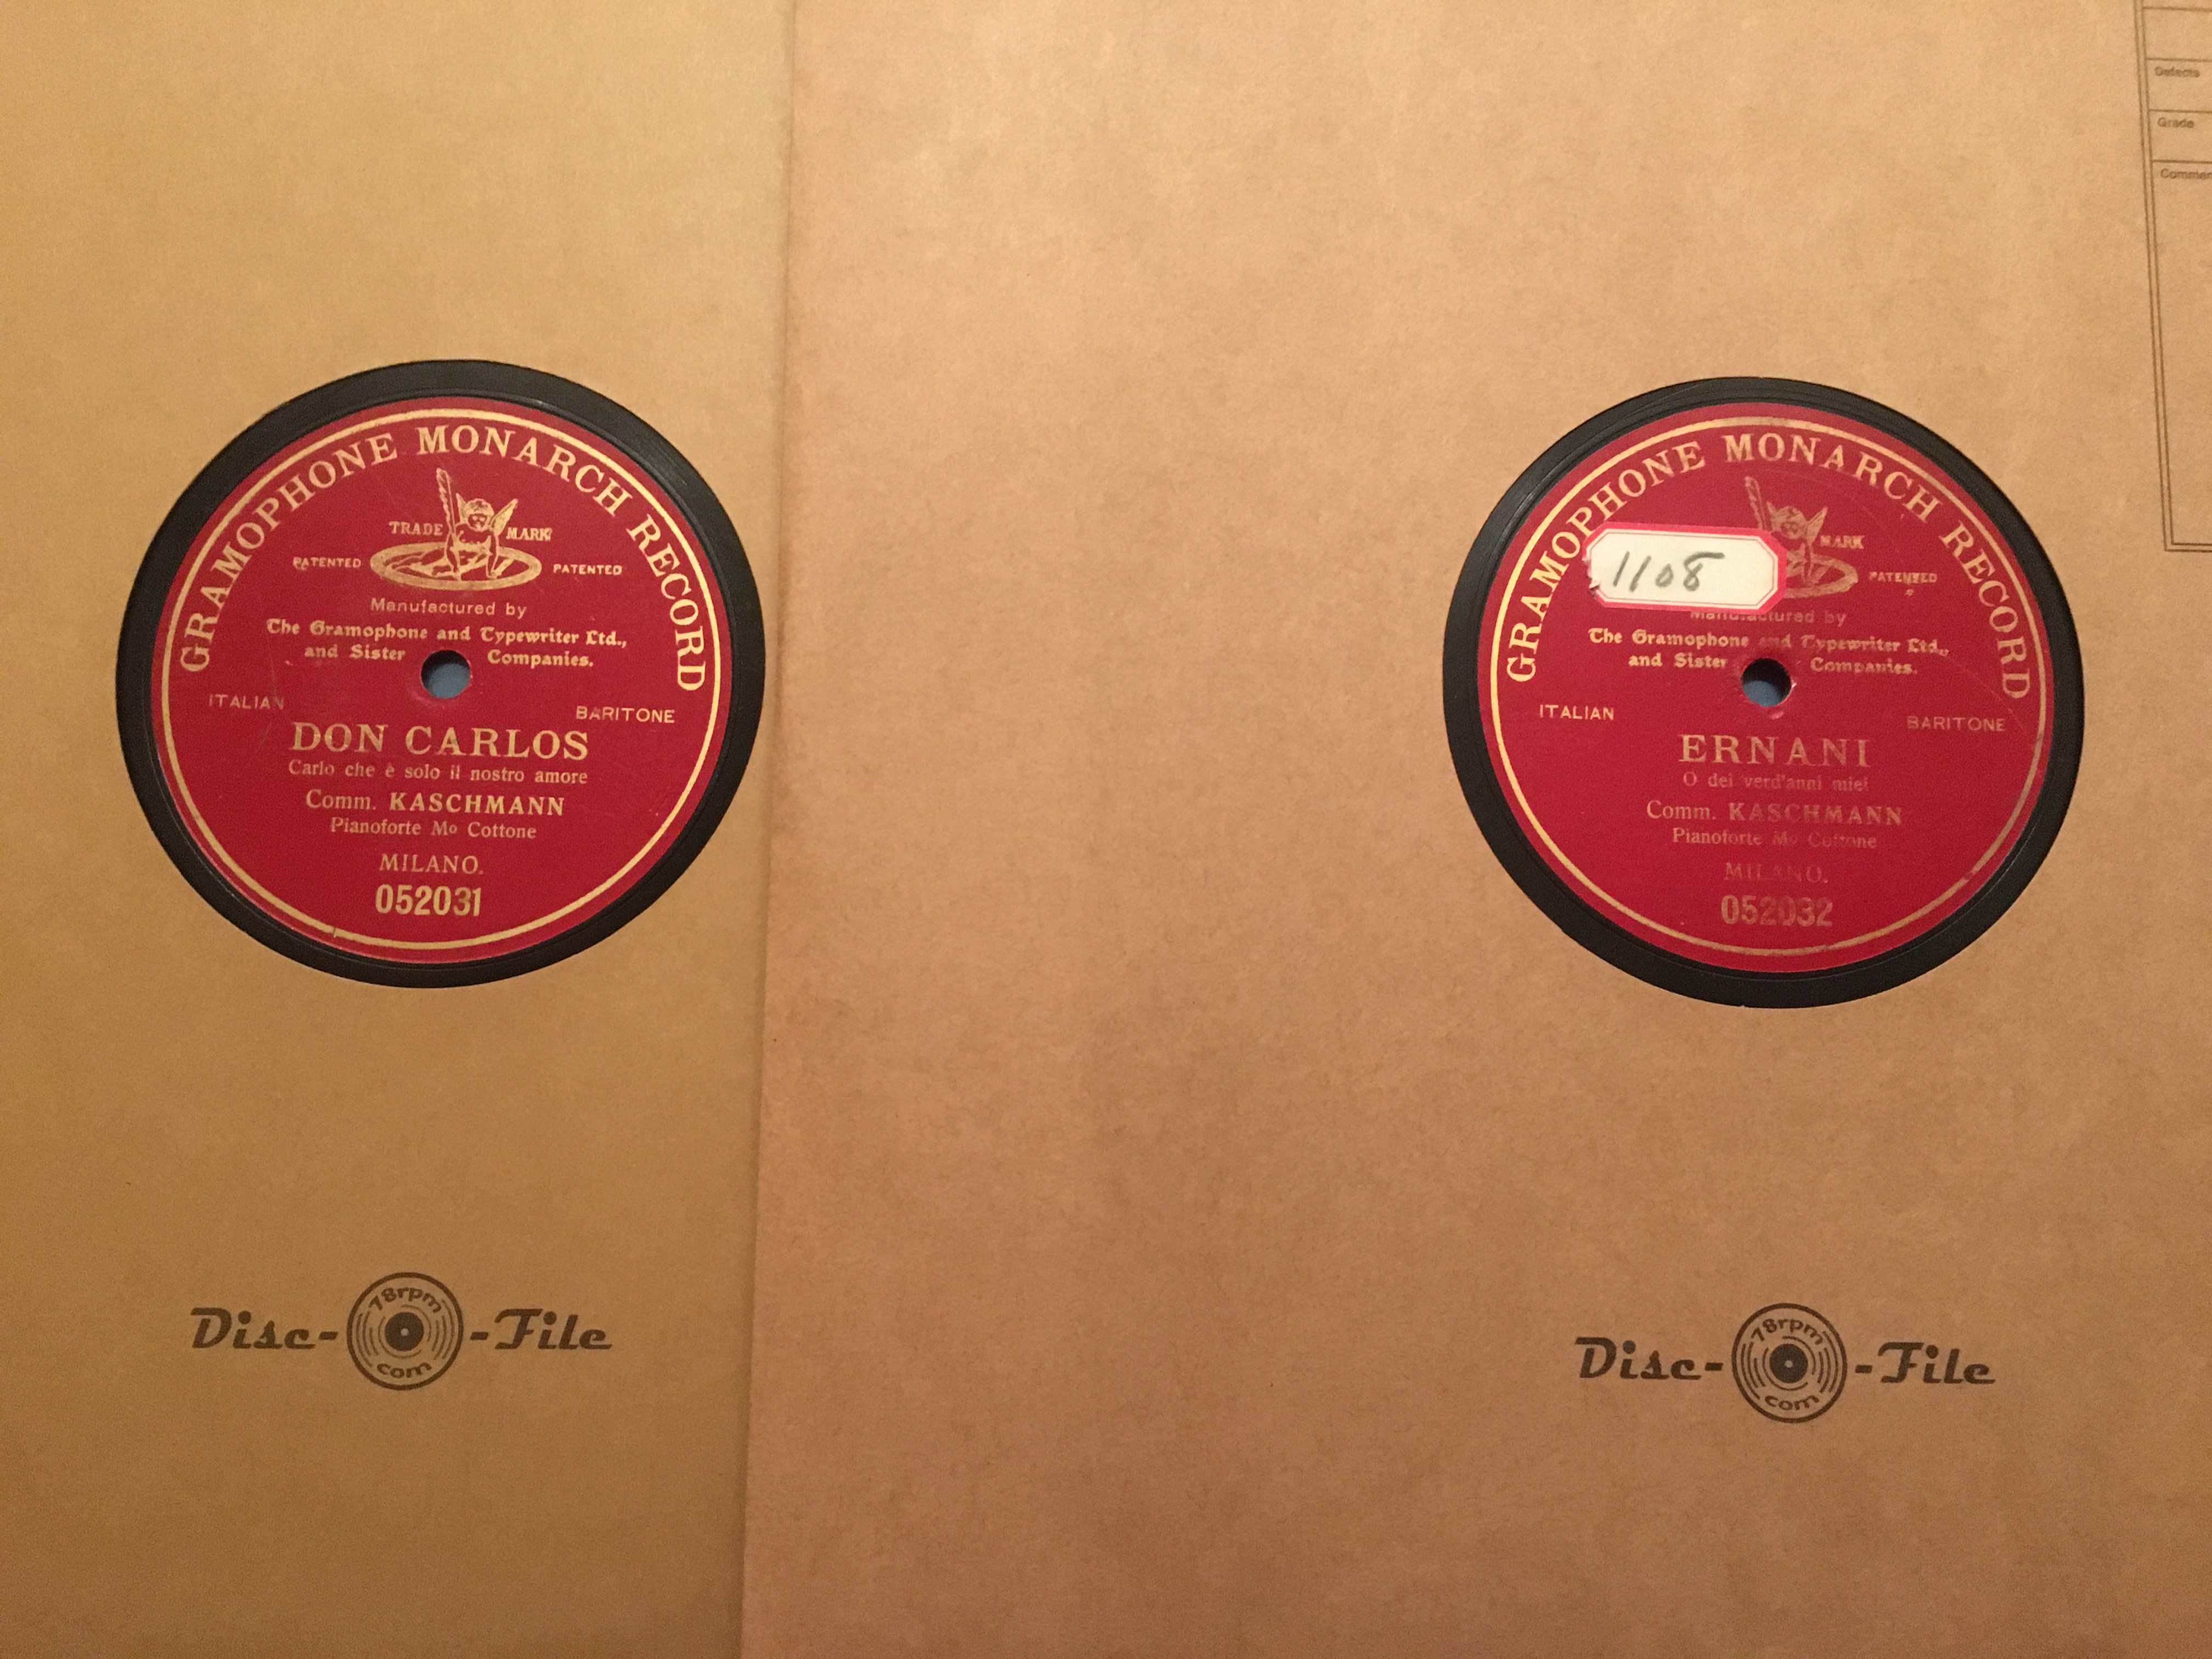 GRAMOPHONE MONARCH RECORD
TRADE MARK
PATENTED PATENTED
Manufactured by
The Gramophone and Typewriter Ltd.,
and Sister Companies.
ITALIAN BARITONE
DON CARLOS
Carlo che è solo il nostro amore
Comm. KASCHMANN
Pianoforte Mo Cottone
MILANO.
052031
Disc-File
78rpm
com
GRAMOPHONE MONARCH RECORD
MARK
1108
PATENTED
Manufactured by
The Gramophone and Typewriter Ltd.,
and Sister Companies.
ITALIAN BARITONE
ERNANI
O dei verd'anni miei
Comm. KASCHMANN
Pianoforte Mo Cottone
MILANO.
052032
Disc-File
78rpm
com
Defects
Grade